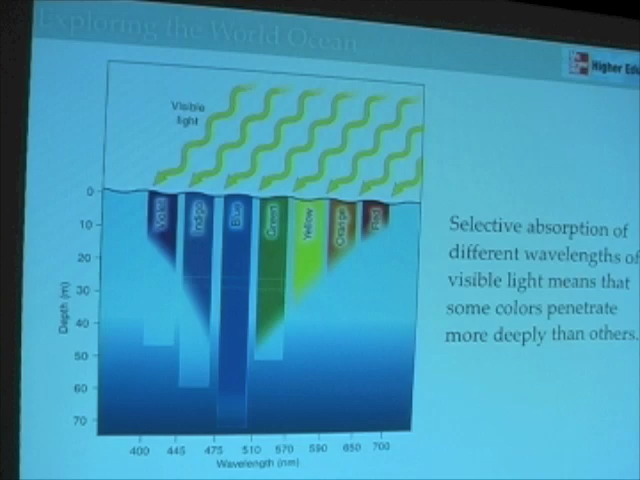 Exploring the World Ocean
Higher Edu
Visible
light
Violet
Indigo
Blue
Green
Yellow
Orange
Red
0
10
20
30
40
50
60
70
Depth (m)
400 445 475 510 570 590 650 700
Wavelength (nm)
Selective absorption of
different wavelengths of
visible light means that
some colors penetrate
more deeply than others.